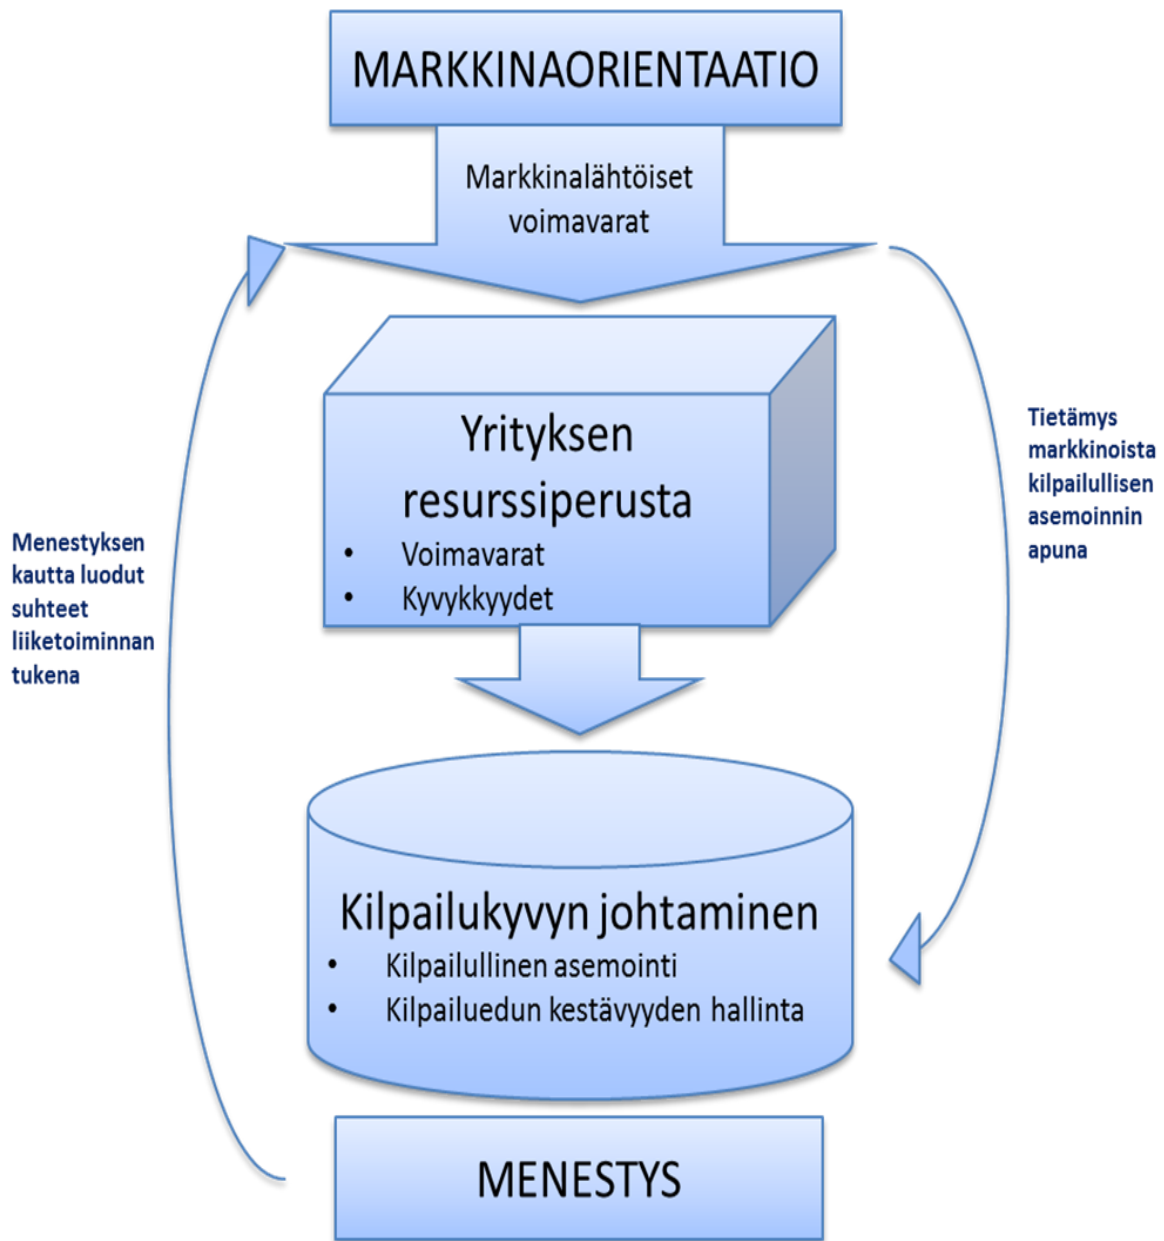 MARKKINAORIENTAATIO
Markkinalähtöiset
voimavarat
Yrityksen
resurssiperusta
• Voimavarat
• Kyvykkyydet
Tietämys
markkinoista
kilpailullisen
asemoinnin
apuna
Menestyksen
kautta luodut
suhteet
liiketoiminnan
tukena
Kilpailukyvyn johtaminen
• Kilpailullinen asemointi
• Kilpailuedun kestävyyden hallinta
MENESTYS